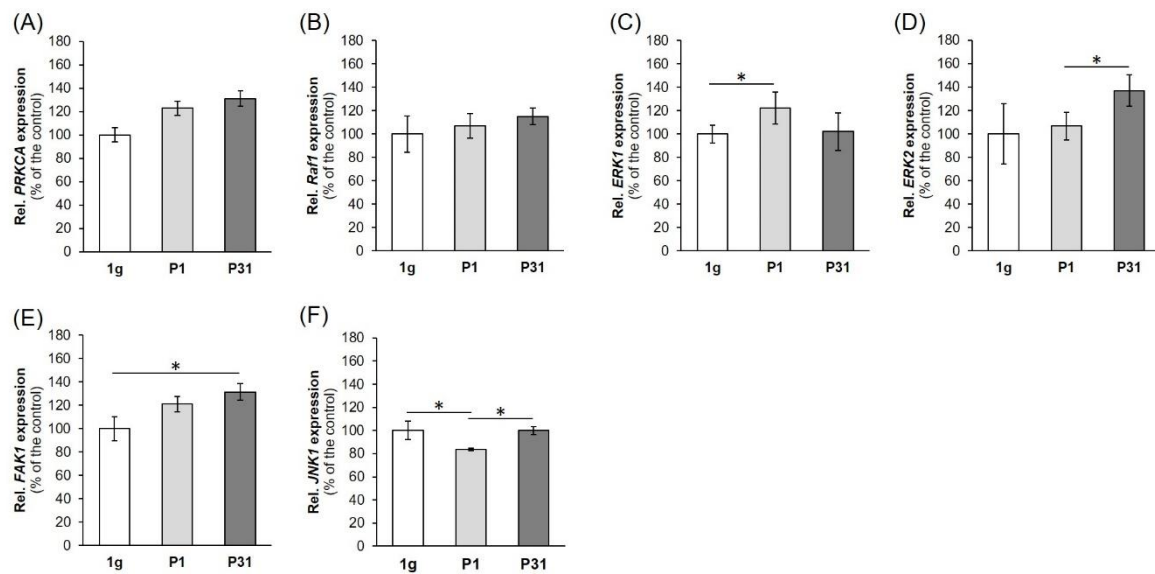 (A)
Rel. PRKCA expression
(% of the control)
180
160
140
120
100
80
60
40
20
0
1g P1 P31
(B)
Rel. Raf1 expression
(% of the control)
180
160
140
120
100
80
60
40
20
0
1g P1 P31
(C)
Rel. ERK1 expression
(% of the control)
180
160
140
120
100
80
60
40
20
0
*
1g P1 P31
(D)
Rel. ERK2 expression
(% of the control)
180
160
140
120
100
80
60
40
20
0
*
1g P1 P31
(E)
Rel. FAK1 expression
(% of the control)
180
160
140
120
100
80
60
40
20
0
*
1g P1 P31
(F)
Rel. JNK1 expression
(% of the control)
180
160
140
120
100
80
60
40
20
0
* *
1g P1 P31